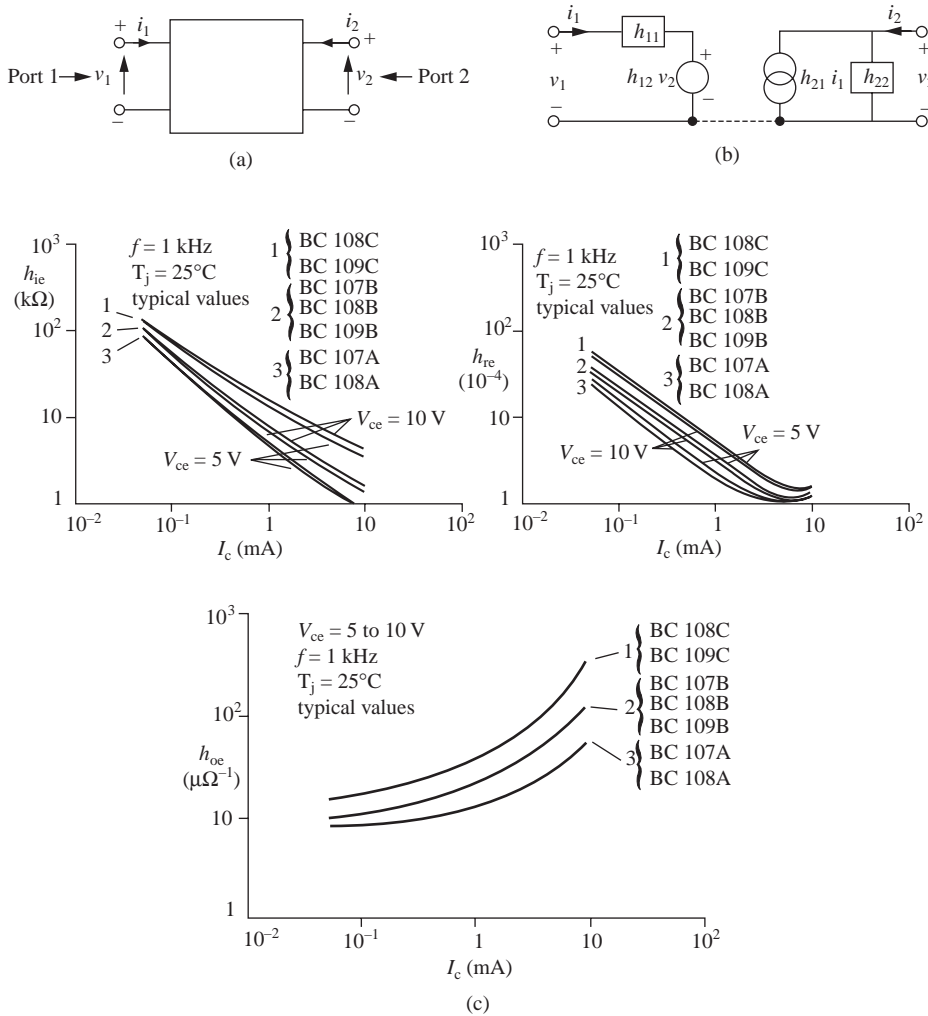 + i₁
i₂ +
Port 1 v₁
v₂ Port 2
− −
(a)
i₁
h₁₁
i₂
+ + +
v₁ h₁₂ v₂ h₂₁ i₁ h₂₂
− − −
(b)
10³
f = 1 kHz
Tⱼ = 25°C
typical values
hᵢₑ
(kΩ)
1 BC 108C
BC 109C
2 BC 107B
BC 108B
BC 109B
3 BC 107A
BC 108A
1
2
3
10²
10
1
Vcₑ = 10 V
Vcₑ = 5 V
10⁻² 10⁻¹ 1 10 10²
Ic (mA)
10³
f = 1 kHz
Tⱼ = 25°C
typical values
1 BC 108C
BC 109C
2 BC 107B
BC 108B
BC 109B
3 BC 107A
BC 108A
10²
hᵣₑ
(10⁻⁴)
1
2
3
10
1
Vcₑ = 5 V
Vcₑ = 10 V
10⁻² 10⁻¹ 1 10 10²
Ic (mA)
10³
Vcₑ = 5 to 10 V
f = 1 kHz
Tⱼ = 25°C
typical values
1 BC 108C
BC 109C
2 BC 107B
BC 108B
BC 109B
3 BC 107A
BC 108A
10²
hₒₑ
(μΩ⁻¹)
10
1
10⁻² 10⁻¹ 1 10 10²
Ic (mA)
(c)